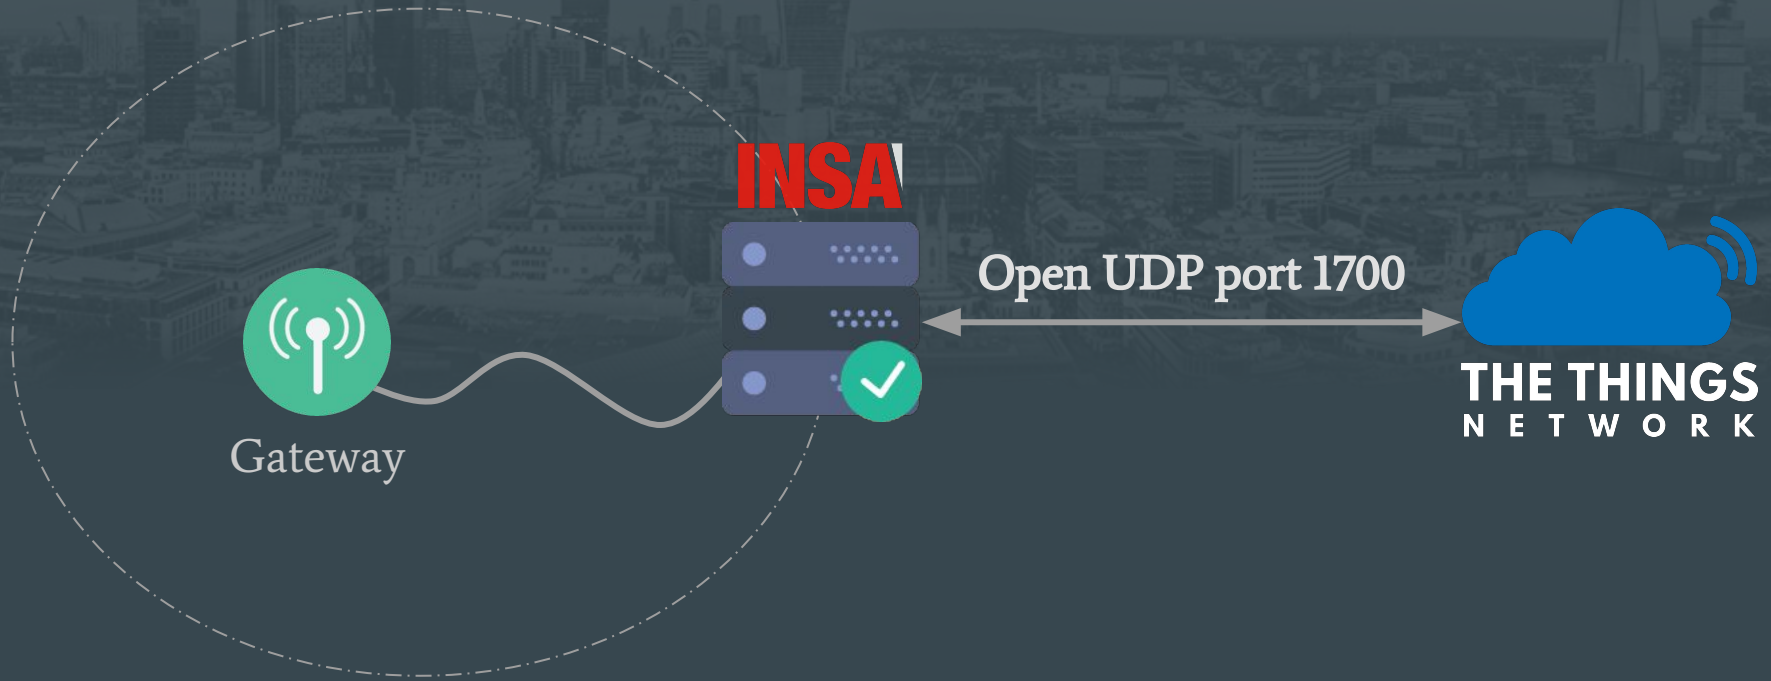 INSA
Open UDP port 1700
Gateway
THE THINGS
NETWORK